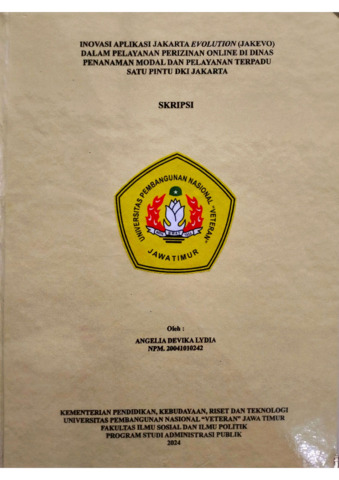 INOVASI APLIKASI JAKARTA EVOLUTION (JAKEVO)
DALAM PELAYANAN PERIZINAN ONLINE DI DINAS
PENANAMAN MODAL DAN PELAYANAN TERPADU
SATU PINTU DKI JAKARTA
SKRIPSI
UNIVERSITAS PEMBANGUNAN NASIONAL "VETERAN"
JAWA TIMUR
Oleh :
ANGELIA DEVIKA LYDIA
NPM. 20041010242
KEMENTERIAN PENDIDIKAN, KEBUDAYAAN, RISET DAN TEKNOLOGI
UNIVERSITAS PEMBANGUNAN NASIONAL "VETERAN" JAWA TIMUR
FAKULTAS ILMU SOSIAL DAN ILMU POLITIK
PROGRAM STUDI ADMINISTRASI PUBLIK
2024